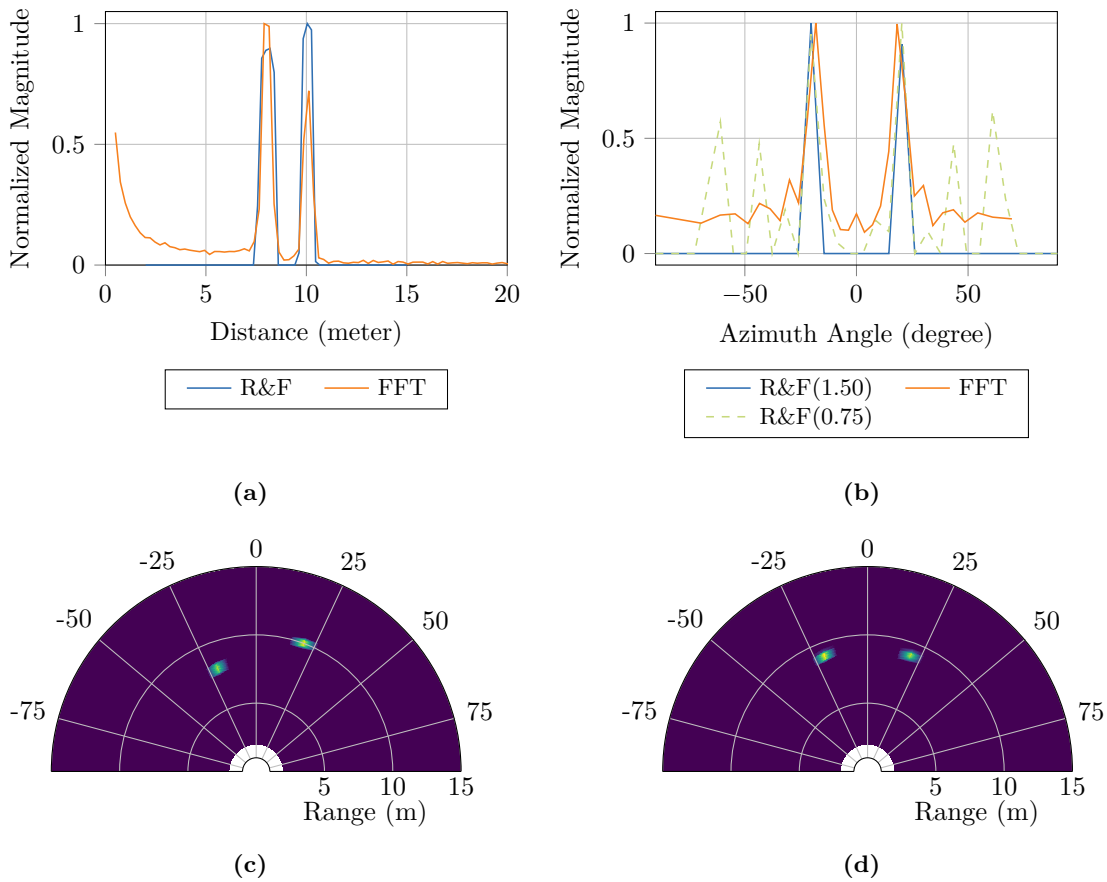 1
0.5
0
Normalized Magnitude
0
5
10
15
20
Distance (meter)
R&F
FFT
(a)
1
0.5
0
Normalized Magnitude
−50
0
50
Azimuth Angle (degree)
R&F(1.50)
FFT
R&F(0.75)
(b)
-75
-50
-25
0
25
50
75
5
10
15
Range (m)
(c)
-75
-50
-25
0
25
50
75
5
10
15
Range (m)
(d)